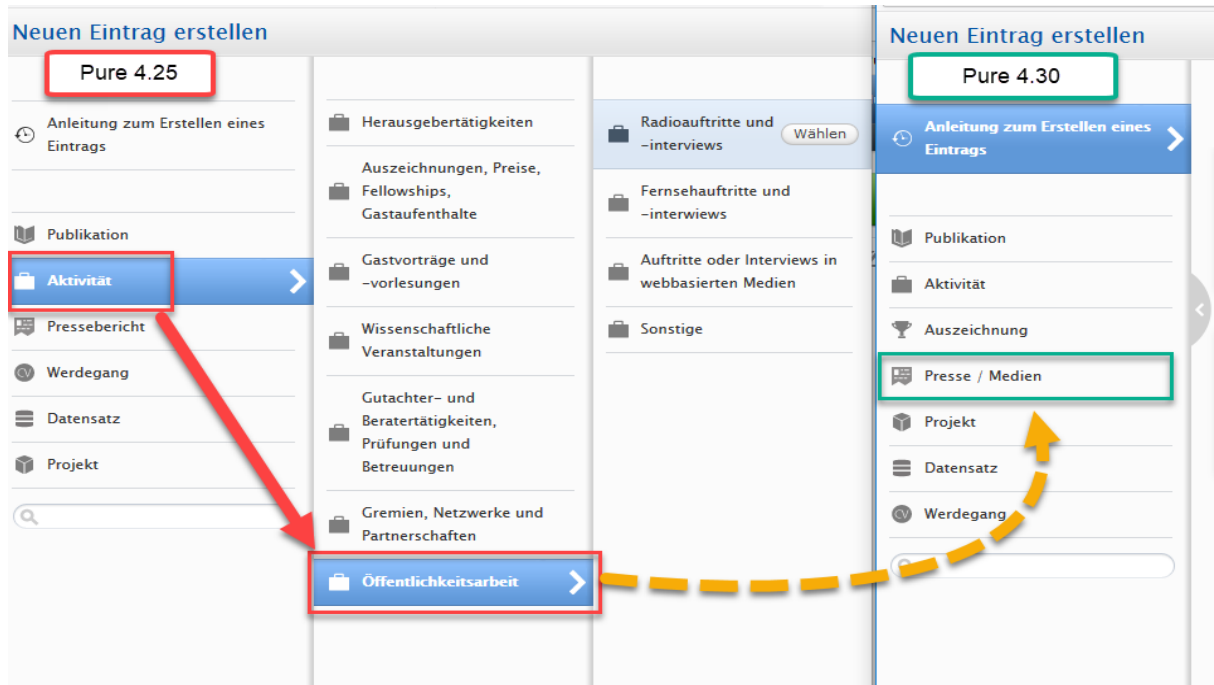 Neuen Eintrag erstellen
Pure 4.25
Anleitung zum Erstellen eines
Eintrags
Publikation
Aktivität
Pressebericht
Werdegang
Datensatz
Projekt
Herausgebertätigkeiten
Auszeichnungen, Preise,
Fellowships,
Gastaufenthalte
Gastvorträge und
-vorlesungen
Wissenschaftliche
Veranstaltungen
Gutachter- und
Beratertätigkeiten,
Prüfungen und
Betreuungen
Gremien, Netzwerke und
Partnerschaften
Öffentlichkeitsarbeit
Radioauftritte und
-interviews
Wählen
Fernsehauftritte und
-interwiews
Auftritte oder Interviews in
webbasierten Medien
Sonstige
Neuen Eintrag erstellen
Pure 4.30
Anleitung zum Erstellen eines
Eintrags
Publikation
Aktivität
Auszeichnung
Presse / Medien
Projekt
Datensatz
CV Werdegang